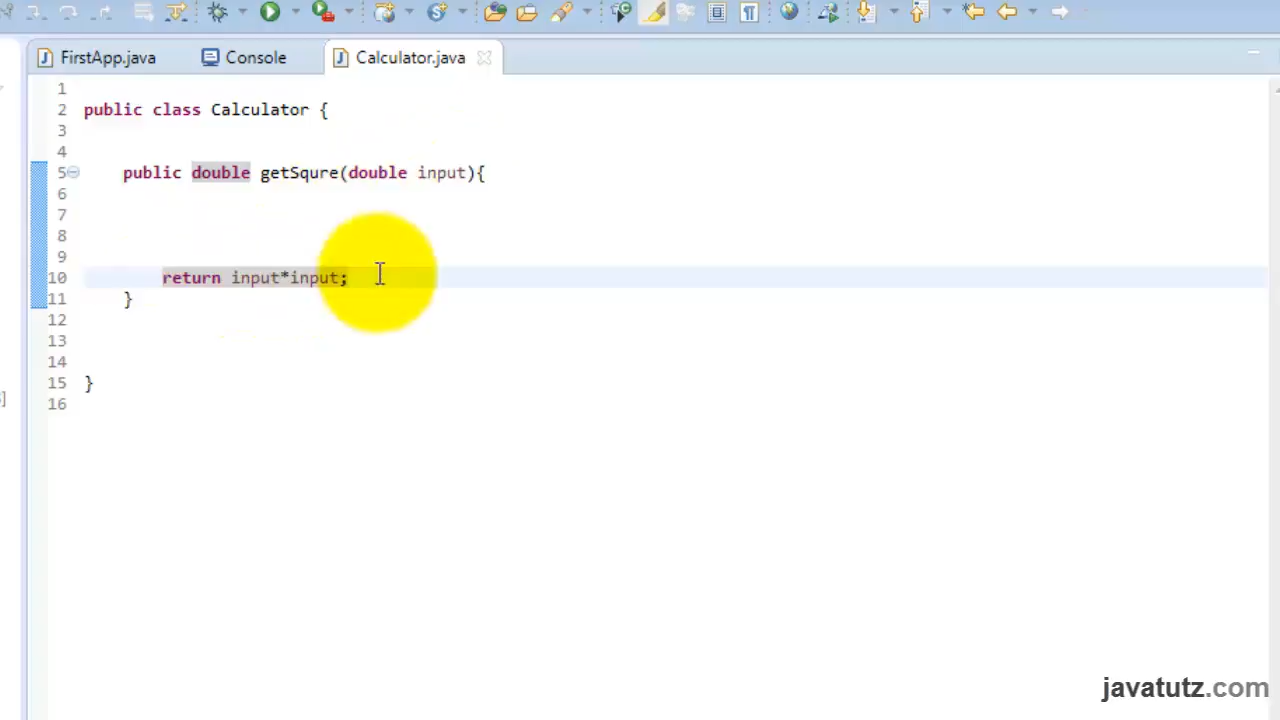 FirstApp.java Console Calculator.java
1
2 public class Calculator {
3
4
5 public double getSqure(double input){
6
7
8
9
10 return input*input;
11 }
12
13
14
15 }
16
javatutz.com